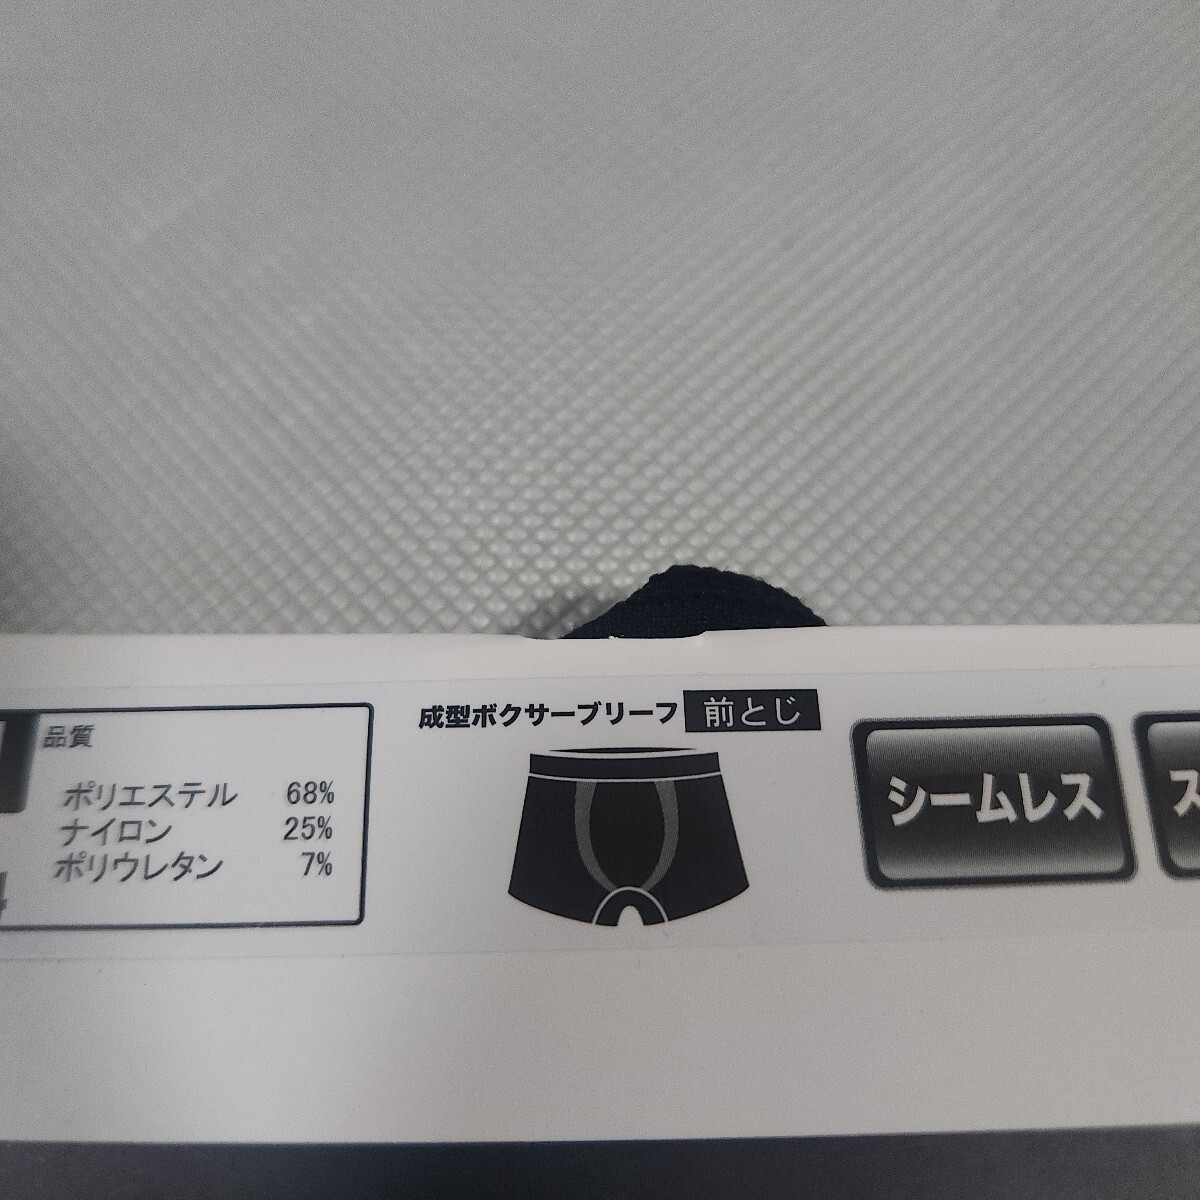 品質
ポリエステル 68%
ナイロン 25%
ポリウレタン 7%
成型ボクサーブリーフ 前とじ
シームレス
ス